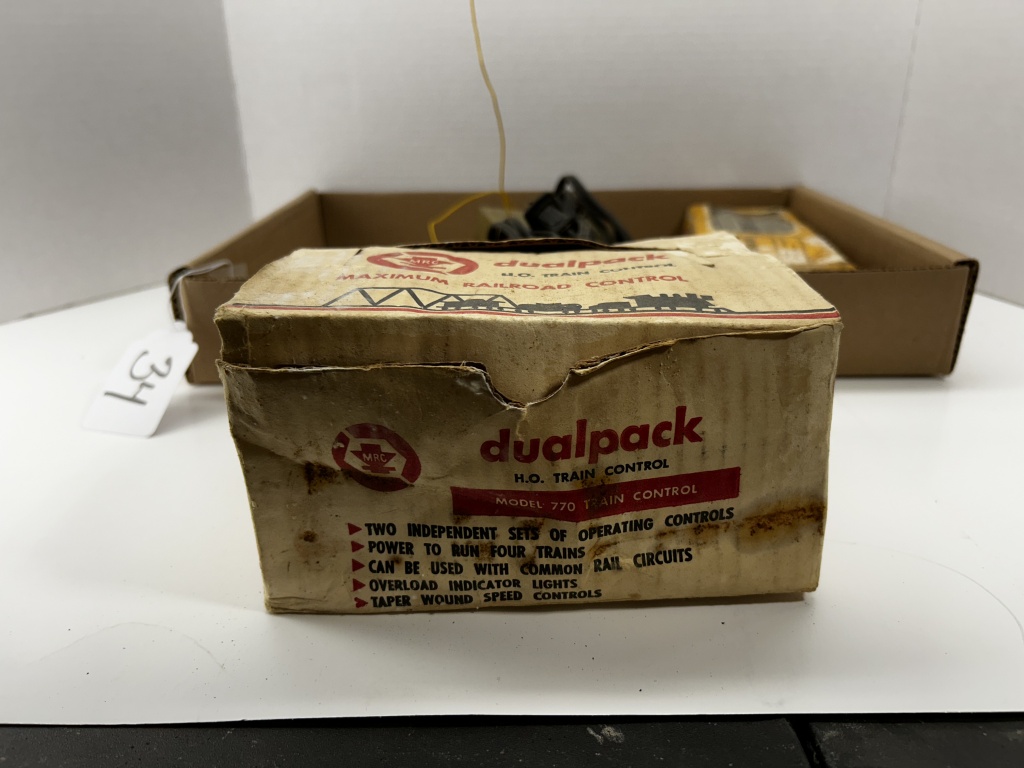 MRC
dualpack
H.O. TRAIN CONTROL
MAXIMUM RAILROAD CONTROL
34
MRC
dualpack
H.O. TRAIN CONTROL
MODEL 770 TRAIN CONTROL
TWO INDEPENDENT SETS OF OPERATING CONTROLS
POWER TO RUN FOUR TRAINS
CAN BE USED WITH COMMON RAIL CIRCUITS
OVERLOAD INDICATOR LIGHTS
TAPER WOUND SPEED CONTROLS